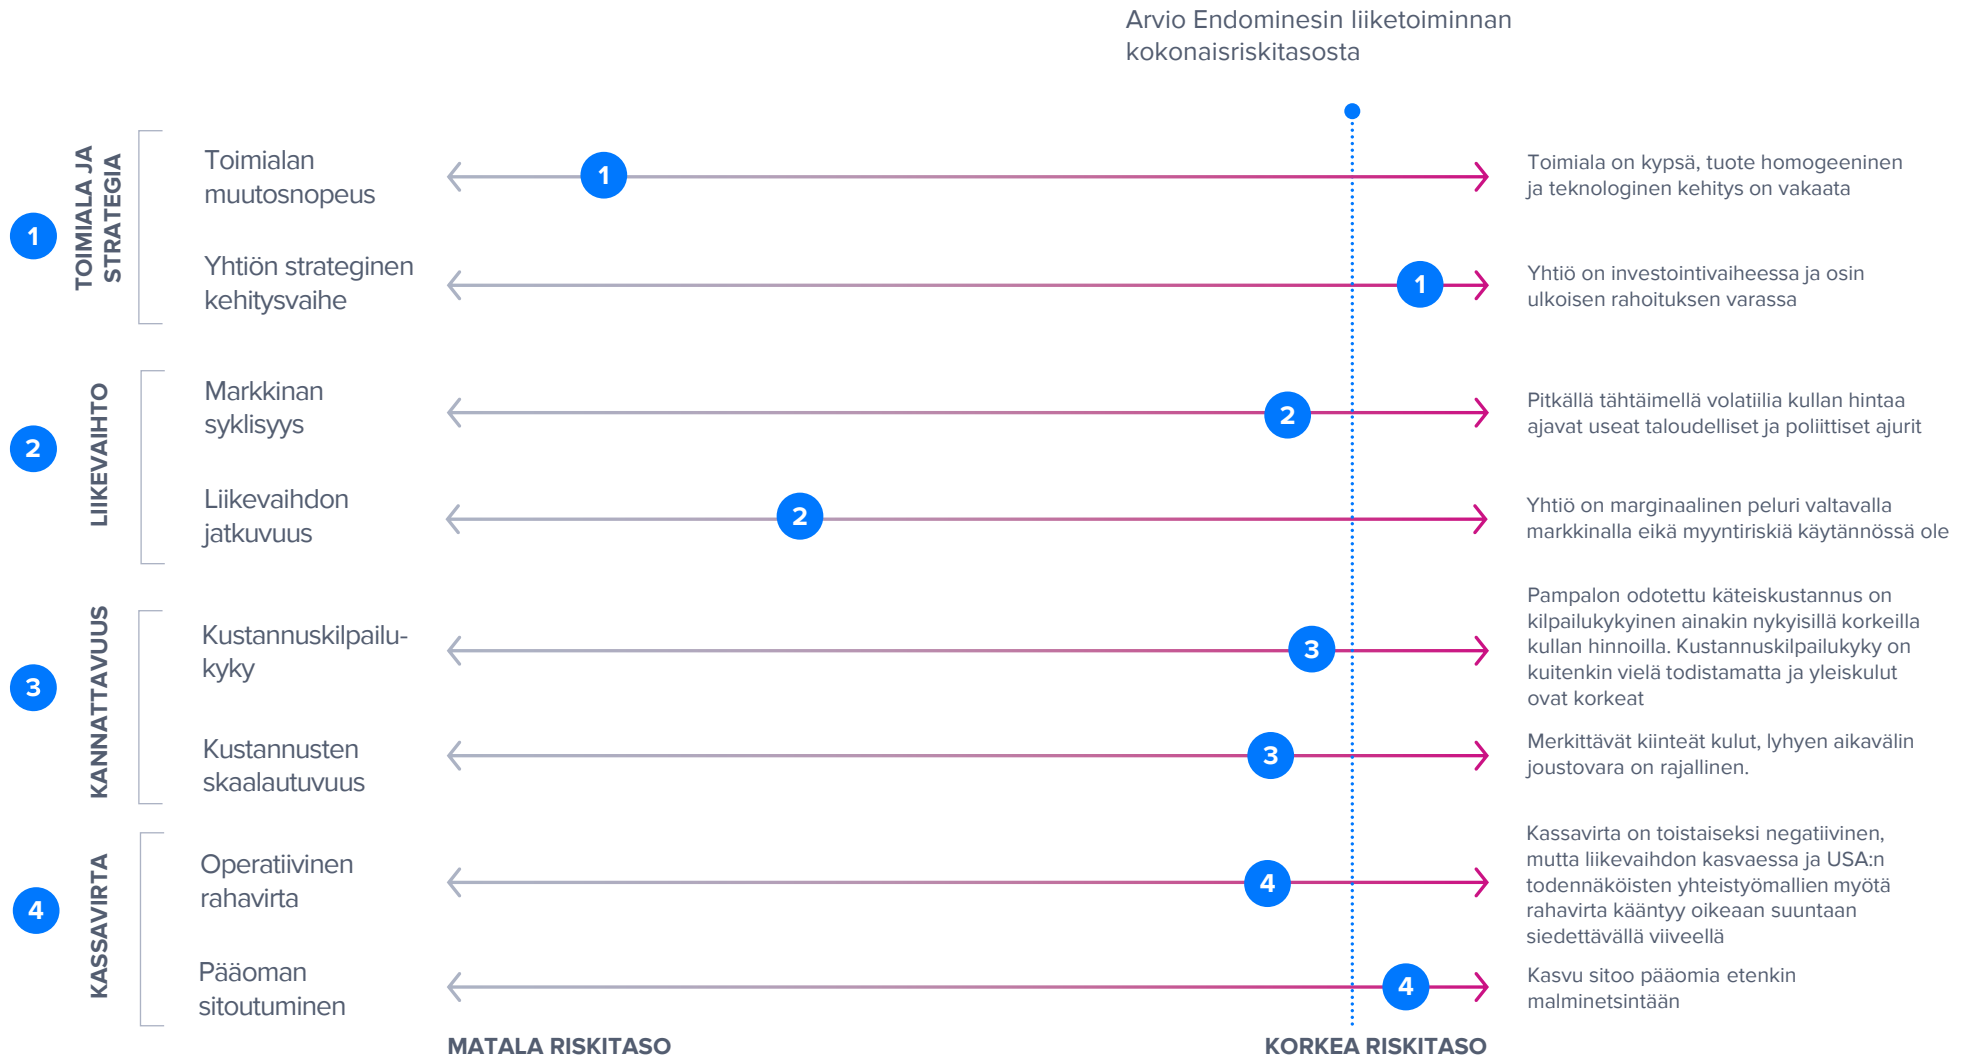 Arvio Endominesin liiketoiminnan
kokonaisriskitasosta
1
TOIMIALA JA
STRATEGIA
Toimialan
muutosnopeus
1
Toimiala on kypsä, tuote homogeeninen
ja teknologinen kehitys on vakaata
Yhtiön strateginen
kehitysvaihe
1
Yhtiö on investointivaiheessa ja osin
ulkoisen rahoituksen varassa
2
LIIKEVAIHTO
Markkinan
syklisyys
2
Pitkällä tähtäimellä volatiilia kullan hintaa
ajavat useat taloudelliset ja poliittiset ajurit
Liikevaihdon
jatkuvuus
2
Yhtiö on marginaalinen peluri valtavalla
markkinalla eikä myyntiriskiä käytännössä ole
3
KANNATTAVUUS
Kustannuskilpailu-
kyky
3
Pampalon odotettu käteiskustannus on
kilpailukykyinen ainakin nykyisillä korkeilla
kullan hinnoilla. Kustannuskilpailukyky on
kuitenkin vielä todistamatta ja yleiskulut
ovat korkeat
Kustannusten
skaalautuvuus
3
Merkittävät kiinteät kulut, lyhyen aikavälin
joustovara on rajallinen.
4
KASSAVIRTA
Operatiivinen
rahavirta
4
Kassavirta on toistaiseksi negatiivinen,
mutta liikevaihdon kasvaessa ja USA:n
todennäköisten yhteistyömallien myötä
rahavirta kääntyy oikeaan suuntaan
siedettävällä viiveellä
Pääoman
sitoutuminen
4
Kasvu sitoo pääomia etenkin
malminetsintään
MATALA RISKITASO
KORKEA RISKITASO